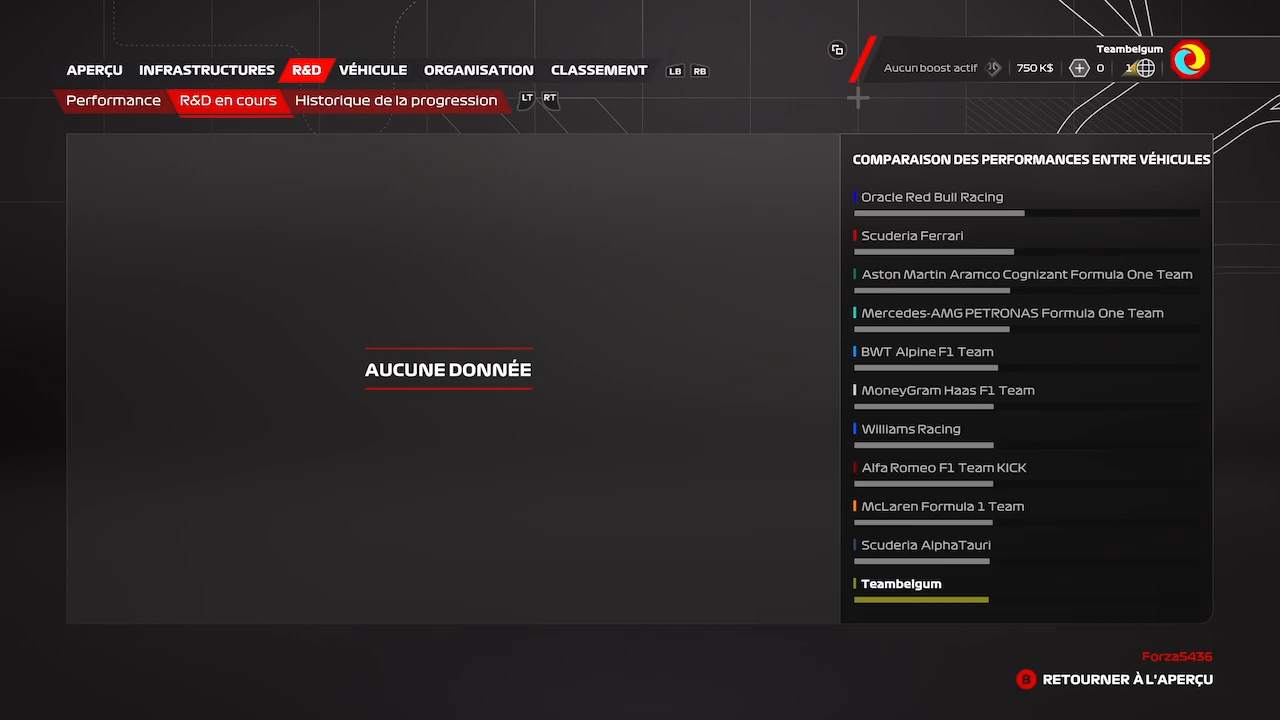 Teambelgum
APERÇU INFRASTRUCTURES R&D VÉHICULE ORGANISATION CLASSEMENT LB RB
Aucun boost actif 750 K$ 0 1
Performance R&D en cours Historique de la progression LT RT
COMPARAISON DES PERFORMANCES ENTRE VÉHICULES
Oracle Red Bull Racing
Scuderia Ferrari
Aston Martin Aramco Cognizant Formula One Team
Mercedes-AMG PETRONAS Formula One Team
BWT Alpine F1 Team
AUCUNE DONNÉE
MoneyGram Haas F1 Team
Williams Racing
Alfa Romeo F1 Team KICK
McLaren Formula 1 Team
Scuderia AlphaTauri
Teambelgum
Forza5436
B RETOURNER À L'APERÇU